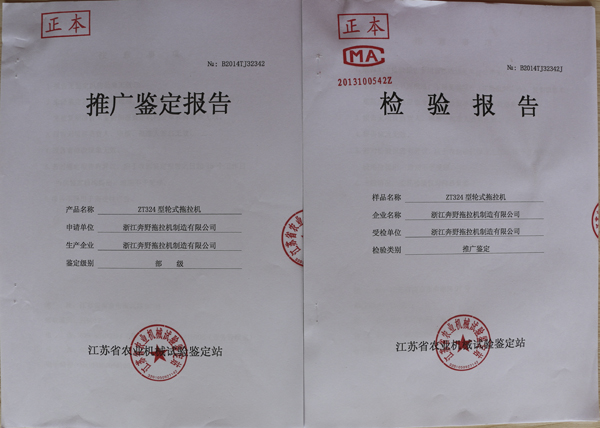 正本
№: B2014TJ32342
推广鉴定报告
产品名称 ZT324 型轮式拖拉机
申请单位 浙江奔野拖拉机制造有限公司
生产企业 浙江奔野拖拉机制造有限公司
鉴定级别 部 级
江苏省农业机械试验鉴定站
正本
MA
2013100542Z
№: B2014TJ32342J
检验报告
样品名称 ZT324 型轮式拖拉机
企业名称 浙江奔野拖拉机制造有限公司
受检单位 浙江奔野拖拉机制造有限公司
检验类别 推广鉴定
江苏省农业机械试验鉴定站